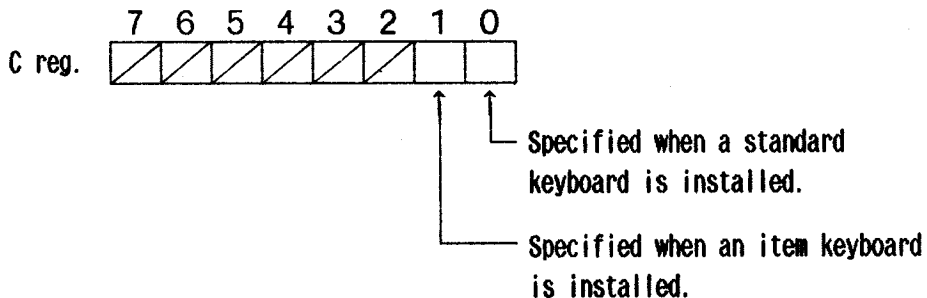 7 6 5 4 3 2 1 0
C reg.
Specified when a standard
keyboard is installed.
Specified when an item keyboard
is installed.